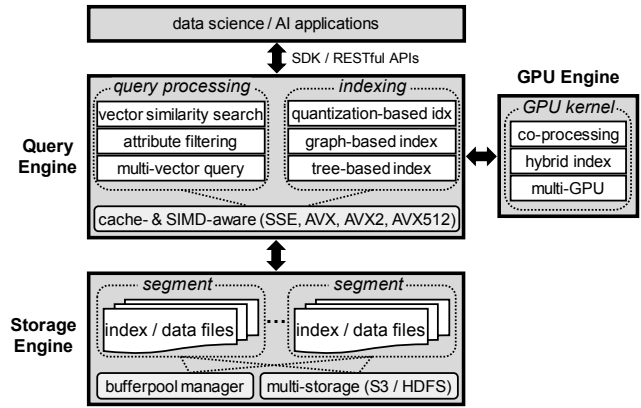 data science / AI applications
SDK / RESTful APIs
Query
Engine
query processing
vector similarity search
attribute filtering
multi-vector query
indexing
quantization-based idx
graph-based index
tree-based index
cache- & SIMD-aware (SSE, AVX, AVX2, AVX512)
GPU Engine
GPU kernel
co-processing
hybrid index
multi-GPU
Storage
Engine
segment
index / data files
...
segment
index / data files
bufferpool manager
multi-storage (S3 / HDFS)